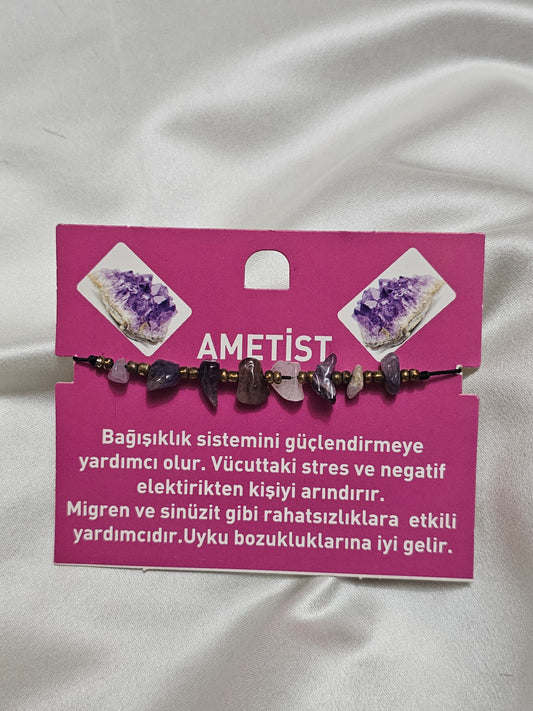 AMETİST
Bağışıklık sistemini güçlendirmeye
yardımcı olur. Vücuttaki stres ve negatif
elektirikten kişiyi arındırır.
Migren ve sinüzit gibi rahatsızlıklara etkili
yardımcıdır.Uyku bozukluklarına iyi gelir.